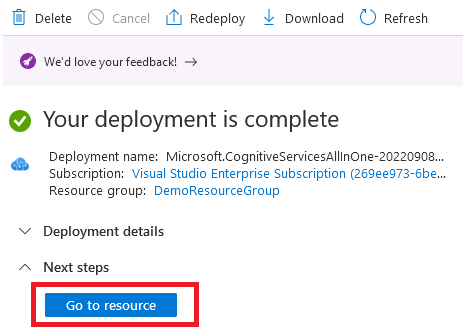 Delete Cancel Redeploy Download Refresh
We'd love your feedback! →
Your deployment is complete
Deployment name: Microsoft.CognitiveServicesAllInOne-20220908...
Subscription: Visual Studio Enterprise Subscription (269ee973-6be...
Resource group: DemoResourceGroup
Deployment details
Next steps
Go to resource